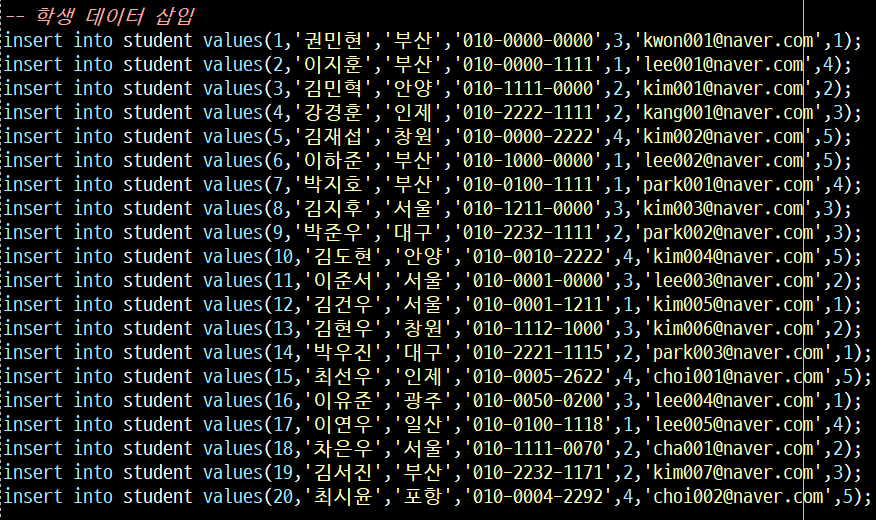 -- 학생 데이터 삽입
insert into student values(1,'권민현','부산','010-0000-0000',3,'kwon001@naver.com',1);
insert into student values(2,'이지훈','부산','010-0000-1111',1,'lee001@naver.com',4);
insert into student values(3,'김민혁','안양','010-1111-0000',2,'kim001@naver.com',2);
insert into student values(4,'강경훈','인제','010-2222-1111',2,'kang001@naver.com',3);
insert into student values(5,'김재섭','창원','010-0000-2222',4,'kim002@naver.com',5);
insert into student values(6,'이하준','부산','010-1000-0000',1,'lee002@naver.com',5);
insert into student values(7,'박지호','부산','010-0100-1111',1,'park001@naver.com',4);
insert into student values(8,'김지후','서울','010-1211-0000',3,'kim003@naver.com',3);
insert into student values(9,'박준우','대구','010-2232-1111',2,'park002@naver.com',3);
insert into student values(10,'김도현','안양','010-0010-2222',4,'kim004@naver.com',5);
insert into student values(11,'이준서','서울','010-0001-0000',3,'lee003@naver.com',2);
insert into student values(12,'김건우','서울','010-0001-1211',1,'kim005@naver.com',1);
insert into student values(13,'김현우','창원','010-1112-1000',3,'kim006@naver.com',2);
insert into student values(14,'박우진','대구','010-2221-1115',2,'park003@naver.com',1);
insert into student values(15,'최선우','인제','010-0005-2622',4,'choi001@naver.com',5);
insert into student values(16,'이유준','광주','010-0050-0200',3,'lee004@naver.com',1);
insert into student values(17,'이연우','일산','010-0100-1118',1,'lee005@naver.com',4);
insert into student values(18,'차은우','서울','010-1111-0070',2,'cha001@naver.com',2);
insert into student values(19,'김서진','부산','010-2232-1171',2,'kim007@naver.com',3);
insert into student values(20,'최시윤','포항','010-0004-2292',4,'choi002@naver.com',5);